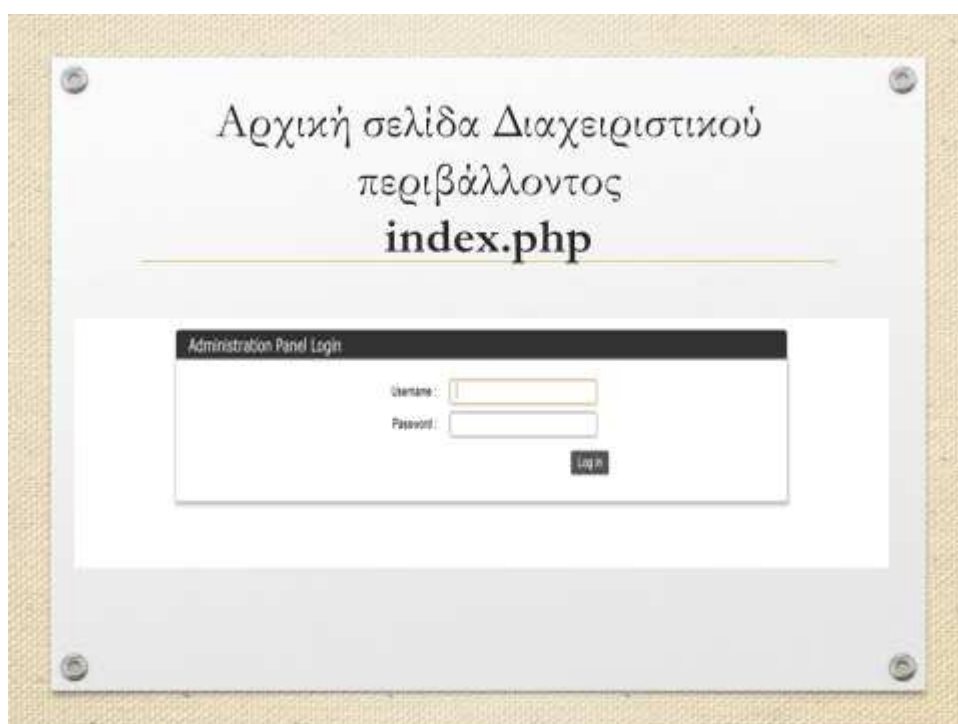 Αρχική σελίδα Διαχειριστικού
περιβάλλοντος
index.php
Administration Panel Login
Username :
Password :
Log in